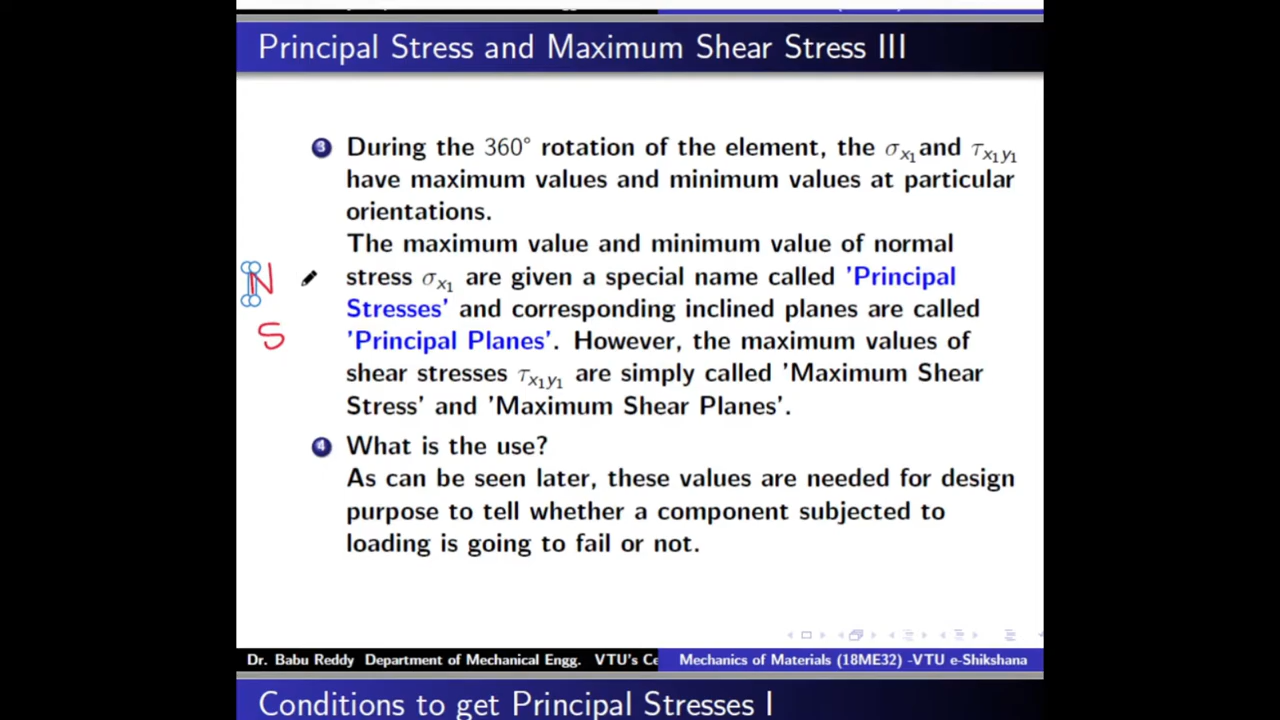 Principal Stress and Maximum Shear Stress III
3 During the 360° rotation of the element, the σx1 and τx1y1
have maximum values and minimum values at particular
orientations.
The maximum value and minimum value of normal
N
stress σx1 are given a special name called 'Principal
Stresses' and corresponding inclined planes are called
S
'Principal Planes'. However, the maximum values of
shear stresses τx1y1 are simply called 'Maximum Shear
Stress' and 'Maximum Shear Planes'.
4 What is the use?
As can be seen later, these values are needed for design
purpose to tell whether a component subjected to
loading is going to fail or not.
Dr. Babu Reddy Department of Mechanical Engg. VTU's Ce Mechanics of Materials (18ME32) -VTU e-Shikshana
Conditions to get Principal Stresses I